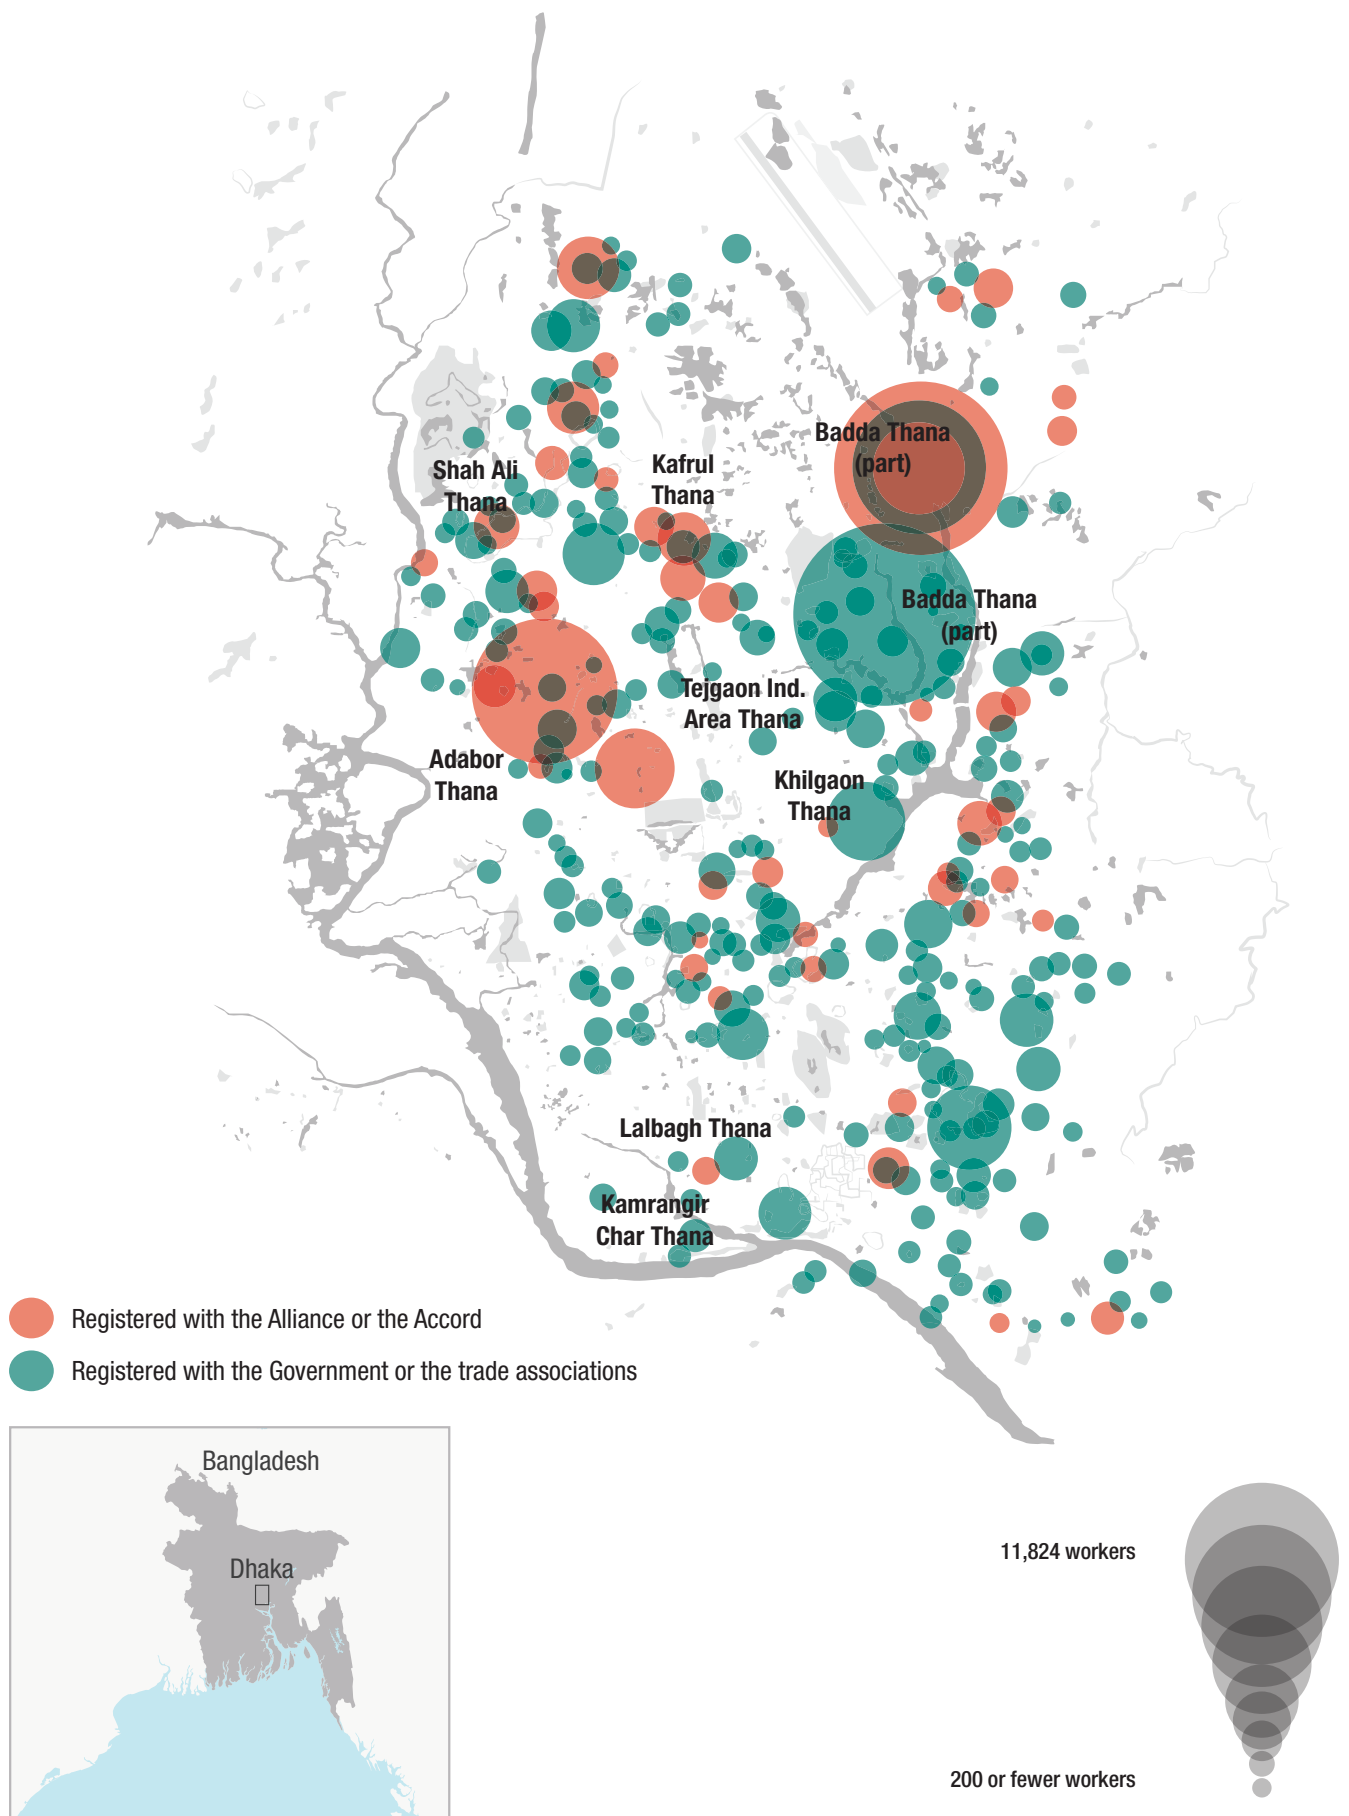 Badda Thana
(part)
Shah Ali
Thana
Kafrul
Thana
Badda Thana
(part)
Tejgaon Ind.
Area Thana
Adabor
Thana
Khilgaon
Thana
Lalbagh Thana
Kamrangir
Char Thana
Registered with the Alliance or the Accord
Registered with the Government or the trade associations
Bangladesh
Dhaka
11,824 workers
200 or fewer workers